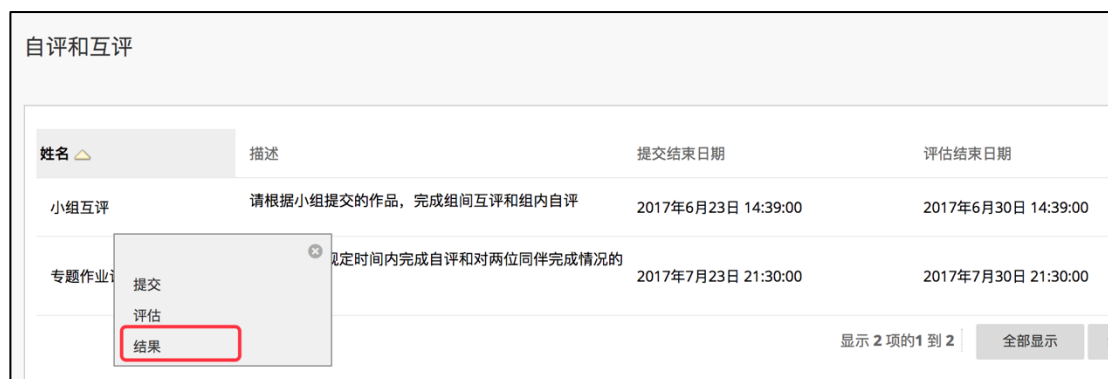 自评和互评
姓名 描述 提交结束日期 评估结束日期
小组互评 请根据小组提交的作品，完成组间互评和组内自评 2017年6月23日 14:39:00 2017年6月30日 14:39:00
专题作业 定时间内完成自评和对两位同伴完成情况的 2017年7月23日 21:30:00 2017年7月30日 21:30:00
提交
评估
结果
显示 2 项的1 到 2 全部显示